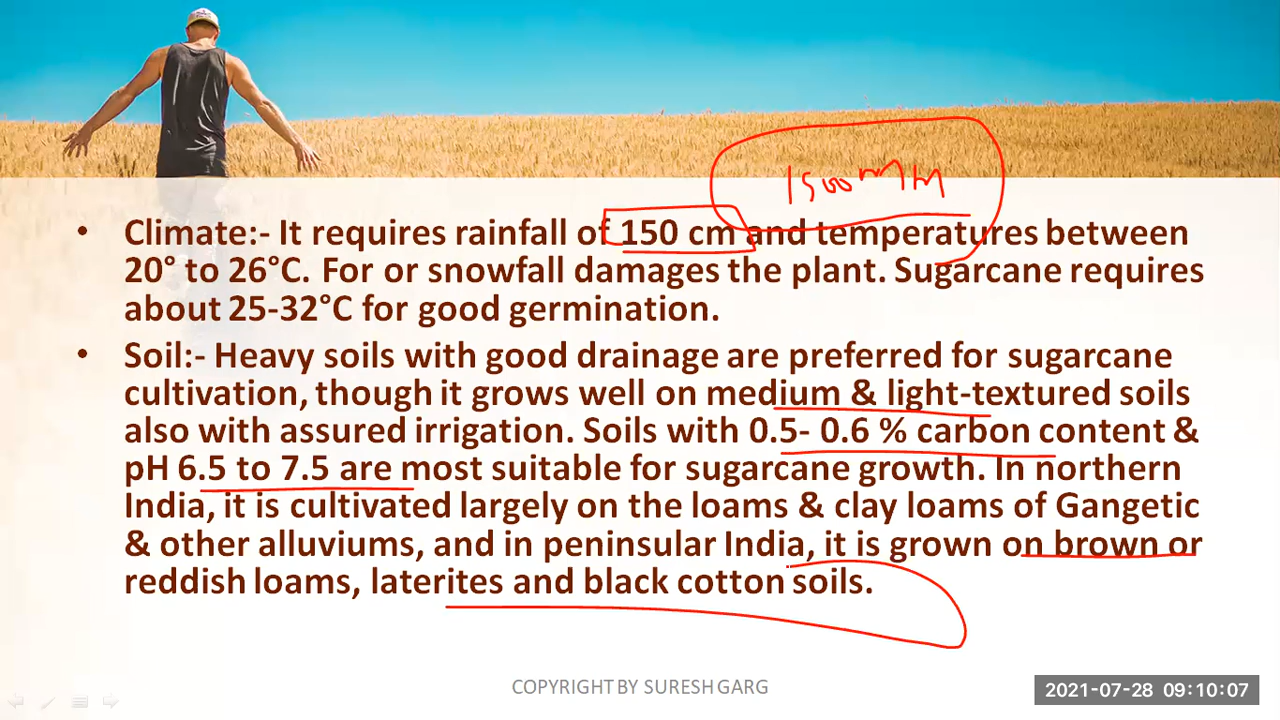 1500mm
• Climate:- It requires rainfall of 150 cm and temperatures between
20° to 26°C. For or snowfall damages the plant. Sugarcane requires
about 25-32°C for good germination.
• Soil:- Heavy soils with good drainage are preferred for sugarcane
cultivation, though it grows well on medium & light-textured soils
also with assured irrigation. Soils with 0.5- 0.6 % carbon content &
pH 6.5 to 7.5 are most suitable for sugarcane growth. In northern
India, it is cultivated largely on the loams & clay loams of Gangetic
& other alluviums, and in peninsular India, it is grown on brown or
reddish loams, laterites and black cotton soils.
COPYRIGHT BY SURESH GARG
2021-07-28 09:10:07